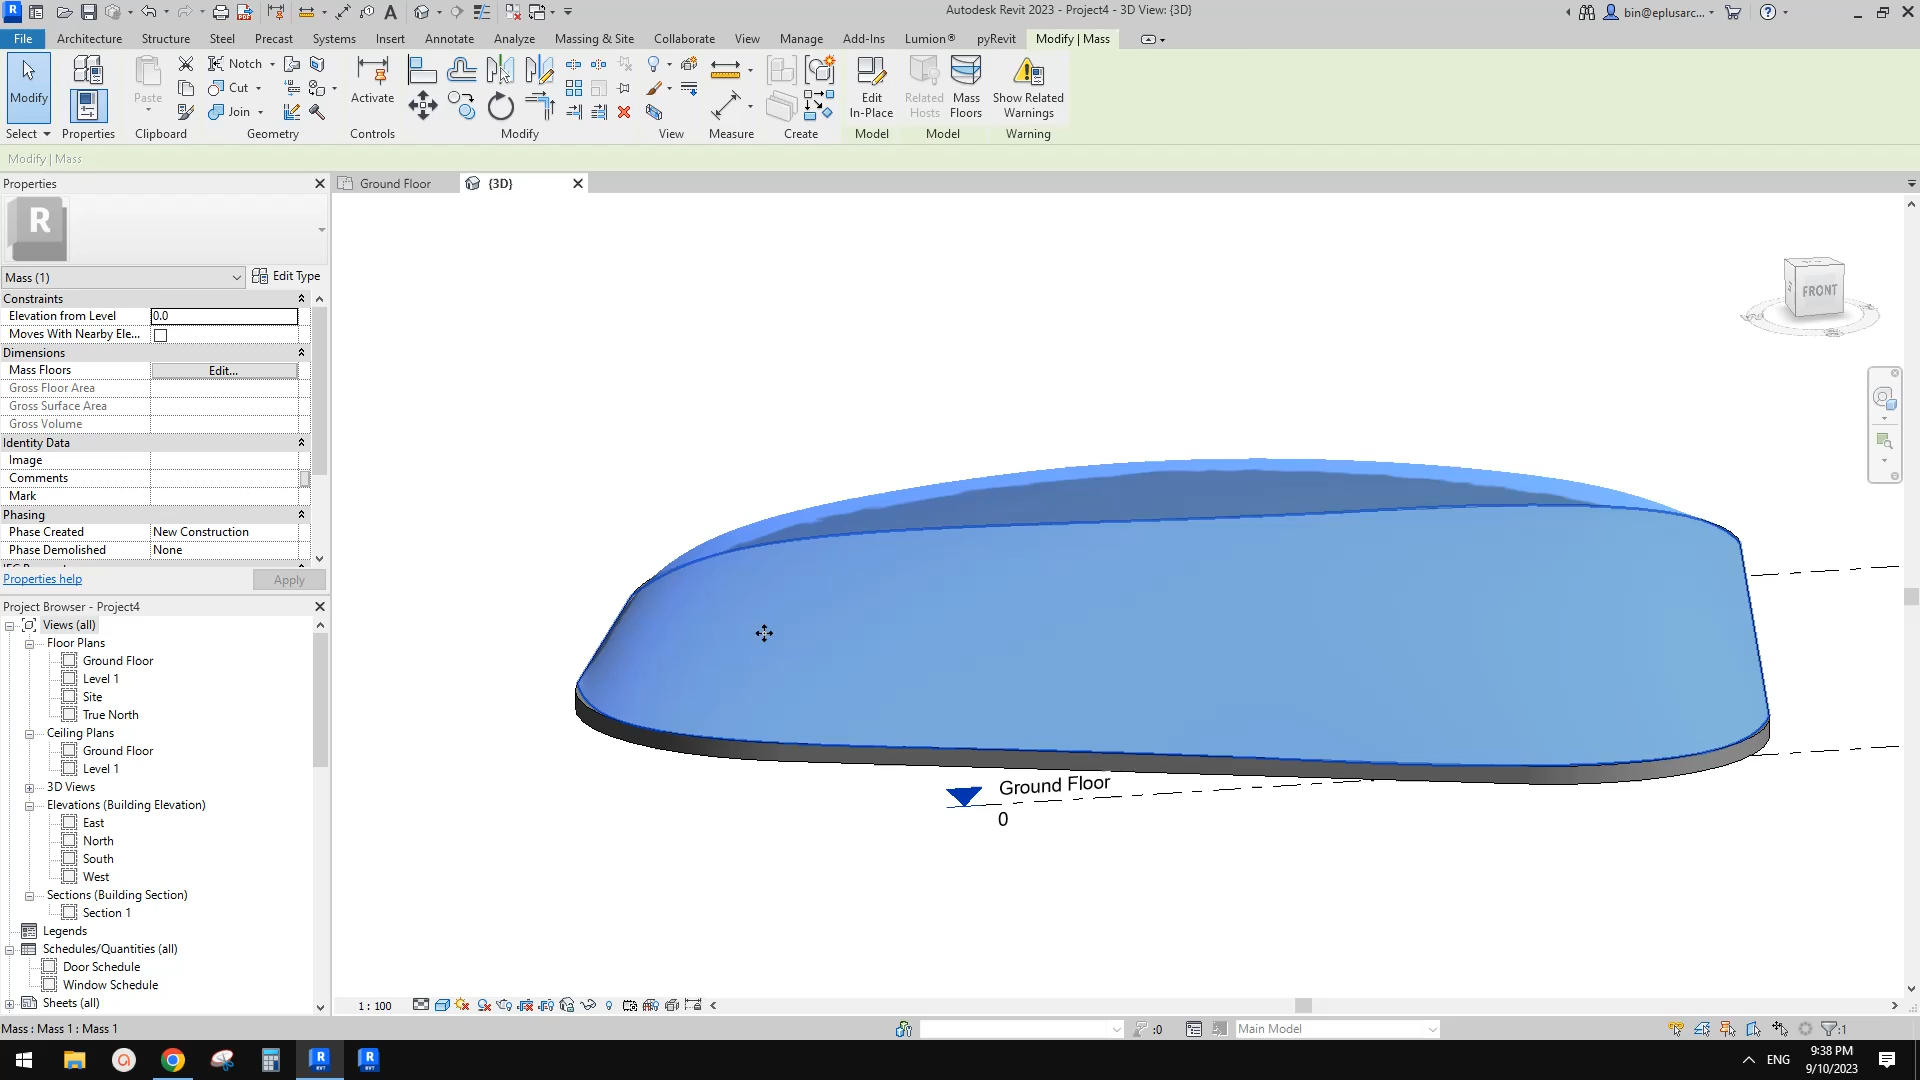 Autodesk Revit 2023 - Project4 - 3D View: {3D}
bin@eplusarc...
File Architecture Structure Steel Precast Systems Insert Annotate Analyze Massing & Site Collaborate View Manage Add-Ins Lumion® pyRevit Modify | Mass
Modify
Paste
Notch
Cut
Join
Activate
Edit
In-Place
Related
Hosts
Mass
Floors
Show Related
Warnings
Select Properties Clipboard Geometry Controls Modify View Measure Create Model Model Warning
Modify | Mass
Properties
Ground Floor
{3D}
R
Mass (1)
Edit Type
Constraints
Elevation from Level 0.0
Moves With Nearby Ele...
Dimensions
Mass Floors Edit...
Gross Floor Area
Gross Surface Area
Gross Volume
Identity Data
Image
Comments
Mark
Phasing
Phase Created New Construction
Phase Demolished None
Properties help
Apply
Project Browser - Project4
Views (all)
Floor Plans
Ground Floor
Level 1
Site
True North
Ceiling Plans
Ground Floor
Level 1
3D Views
Elevations (Building Elevation)
East
North
South
West
Sections (Building Section)
Section 1
Legends
Schedules/Quantities (all)
Door Schedule
Window Schedule
Sheets (all)
FRONT
Ground Floor
0
1 : 100
Mass : Mass 1 : Mass 1
:0
Main Model
:1
ENG
9:38 PM
9/10/2023